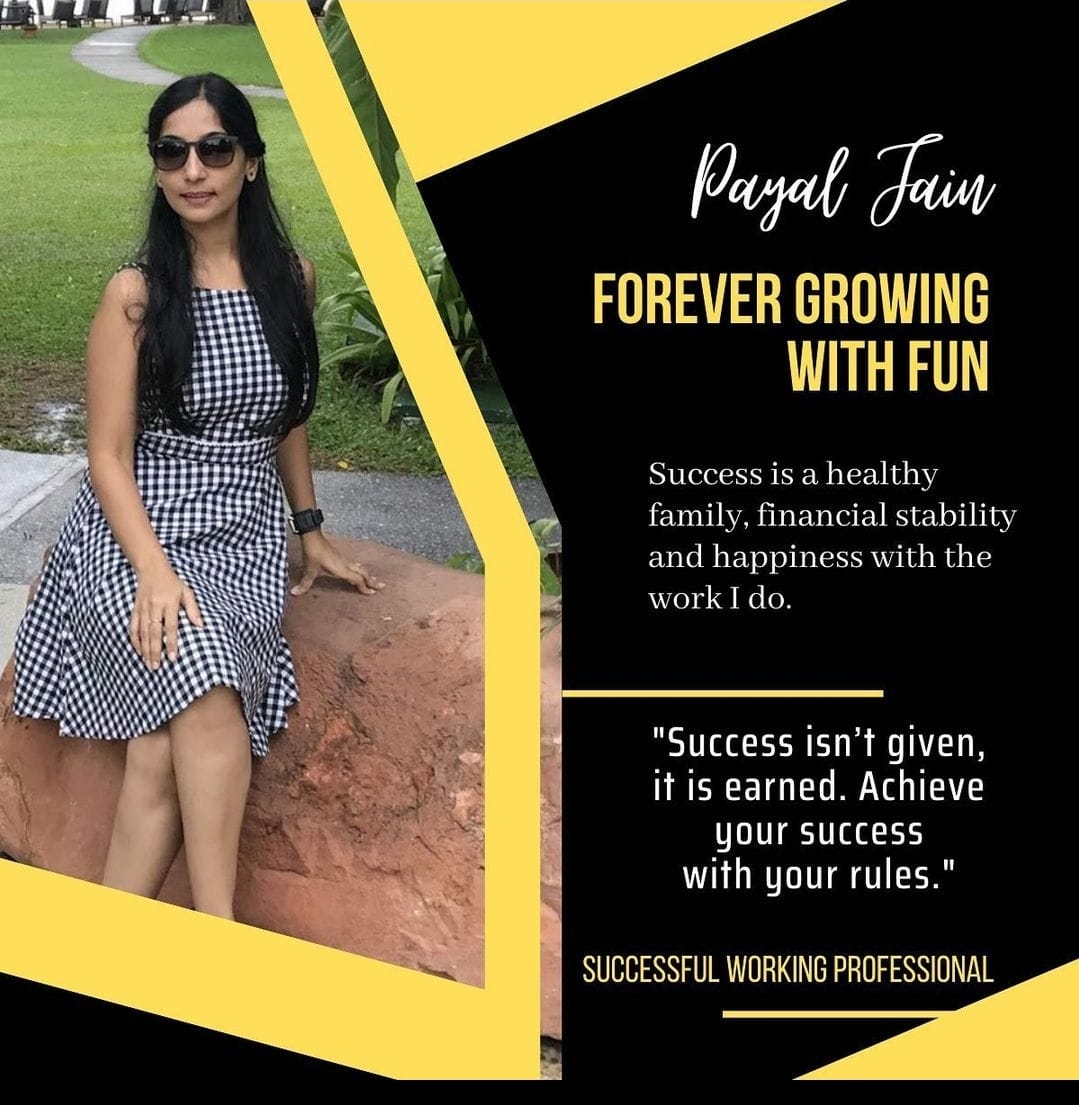 Payal Jain
FOREVER GROWING
WITH FUN
Success is a healthy
family, financial stability
and happiness with the
work I do.
"Success isn't given,
it is earned. Achieve
your success
with your rules."
SUCCESSFUL WORKING PROFESSIONAL